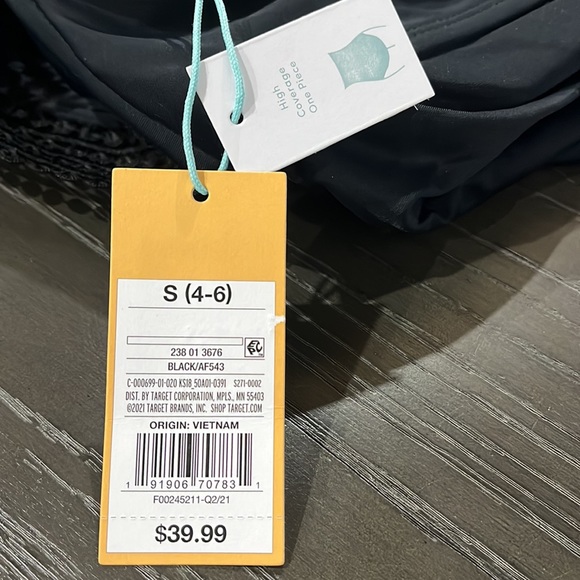 High
Coverage
One Piece
S (4-6)
238 01 3676
BLACK/AF543
C-000699-01-020 KS18_50A01-0391 S271-0002
DIST. BY TARGET CORPORATION, MPLS., MN 55403
©2021 TARGET BRANDS, INC. SHOP TARGET.COM
ORIGIN: VIETNAM
1 91906 70783 1
F00245211-Q2/21
$39.99